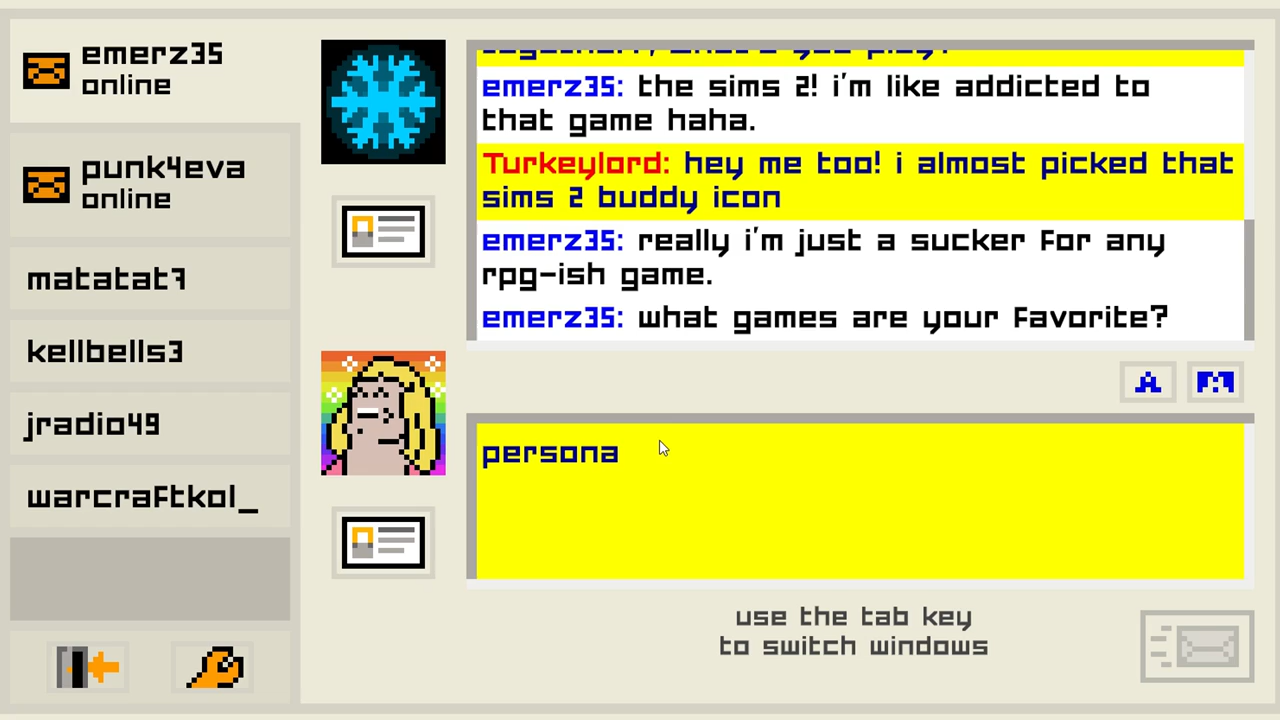 emerz35
online
punk4eva
online
matatat7
kellbells3
jradio49
warcraftkol_
emerz35: the sims 2! i'm like addicted to
that game haha.
Turkeylord: hey me too! i almost picked that
sims 2 buddy icon
emerz35: really i'm just a sucker for any
rpg-ish game.
emerz35: what games are your favorite?
A
persona
use the tab key
to switch windows